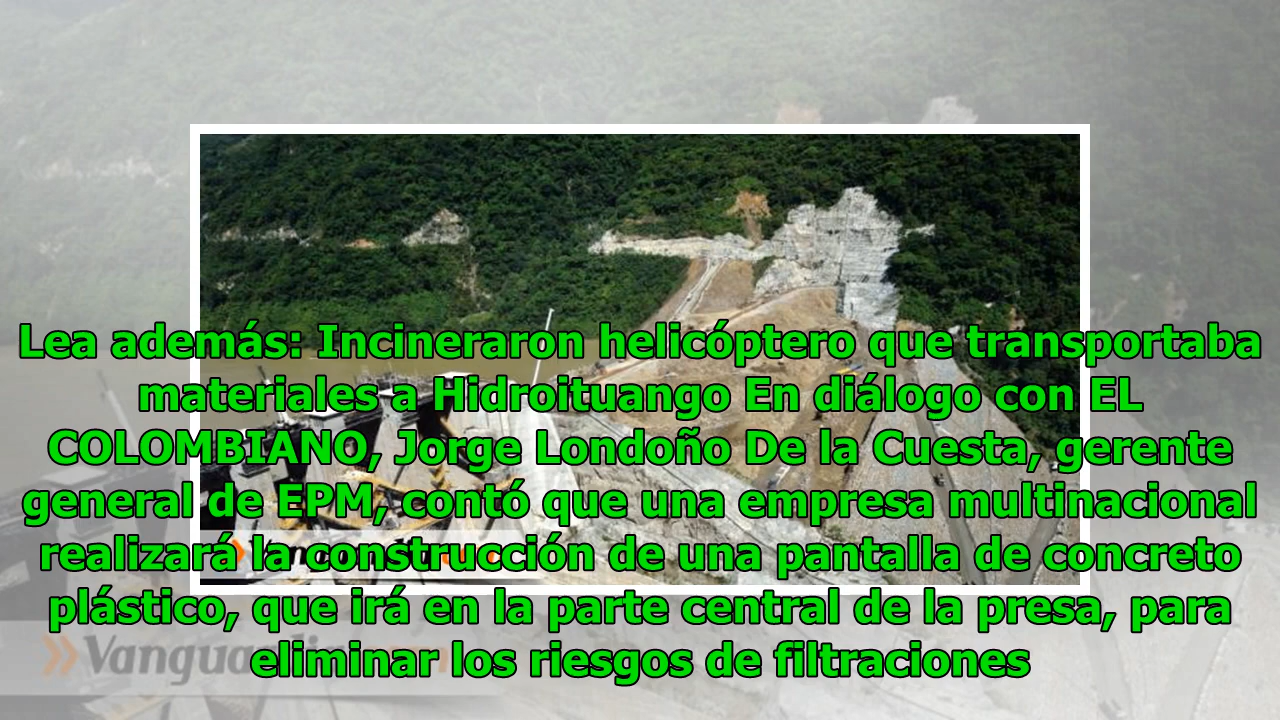 Lea además: Incineraron helicóptero que transportaba
materiales a Hidroituango En diálogo con EL
COLOMBIANO, Jorge Londoño De la Cuesta, gerente
general de EPM, contó que una empresa multinacional
realizará la construcción de una pantalla de concreto
plástico, que irá en la parte central de la presa, para
eliminar los riesgos de filtraciones